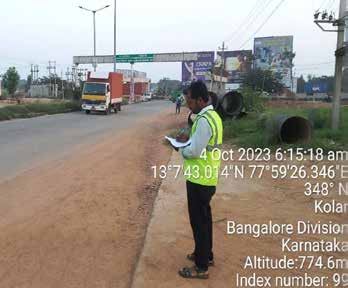 4 Oct 2023 6:15:18 am
13°7'43.014"N 77°59'26.346"E
348° N
Kolar
Bangalore Division
Karnataka
Altitude:774.6m
Index number: 99